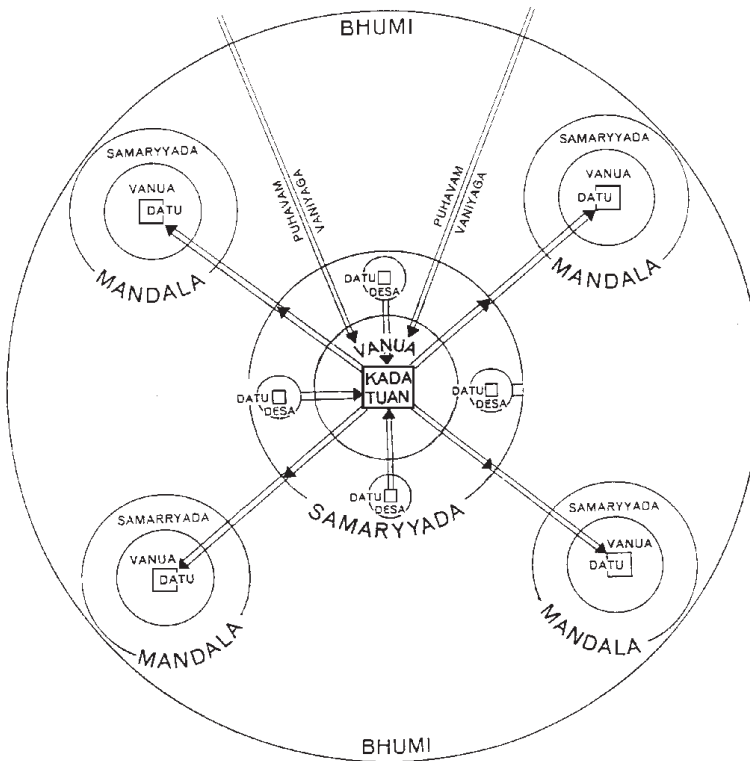 BHUMI
SAMARYYADA
VANUA
DATU
MANDALA
PUHAVAM
VANIYAGA
PUHAVAM
VANIYAGA
SAMARYYADA
VANUA
DATU
MANDALA
DATU
DESA
VANUA
KADA
TUAN
DATU
DESA
DATU
DESA
DATU
DESA
SAMARYYADA
SAMARRYADA
VANUA
DATU
MANDALA
SAMARYYADA
VANUA
DATU
MANDALA
BHUMI